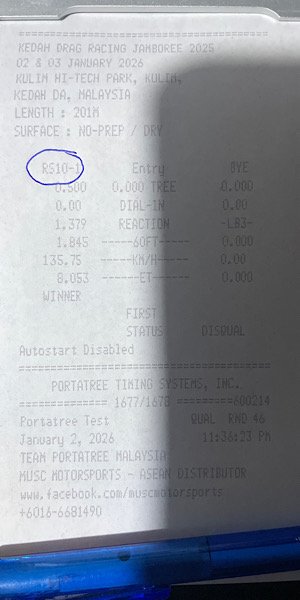 KEDAH DRAG RACING JAMBOREE 2025
02 & 03 JANUARY 2026
KULIM HI-TECH PARK, KULIM,
KEDAH DA, MALAYSIA
LENGTH : 201M
SURFACE : NO-PREP / DRY
RS10-1 Entry BYE
0.500 0.000 TREE 0.000
0.00 DIAL-IN 0.00
1.379 REACTION -LB3-
1.845 -----60FT----- 0.000
135.75 -----KM/H----- 0.00
8.053 ------ET------ 0.000
WINNER
FIRST
STATUS DISQUAL
Autostart Disabled
========================================
PORTATREE TIMING SYSTEMS, INC.
============== 1677/1678 =========600214
Portatree Test QUAL RND 46
January 2, 2026 11:36:23 PM
TEAM PORTATREE MALAYSIA
MUSC MOTORSPORTS - ASEAN DISTRIBUTOR
www.facebook.com/muscmotorsports
+6016-6681490